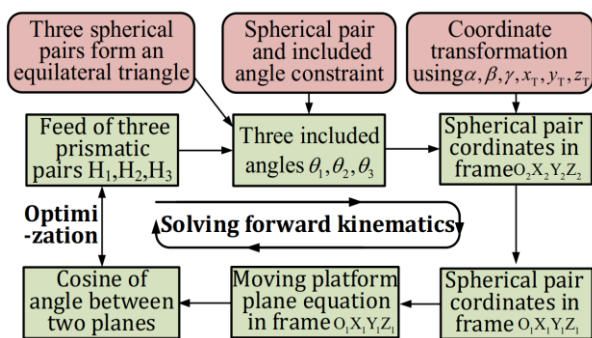 Three spherical
pairs form an
equilateral triangle
Spherical pair
and included
angle constraint
Coordinate
transformation
using α, β, γ, x_T, y_T, z_T
Feed of three
prismatic
pairs H₁,H₂,H₃
Three included
angles θ₁,θ₂,θ₃
Spherical pair
cordinates in
frame O₂X₂Y₂Z₂
Optimi
-zation
Solving forward kinematics
Cosine of
angle between
two planes
Moving platform
plane equation
in frame O₁X₁Y₁Z₁
Spherical pair
cordinates in
frame O₁X₁Y₁Z₁